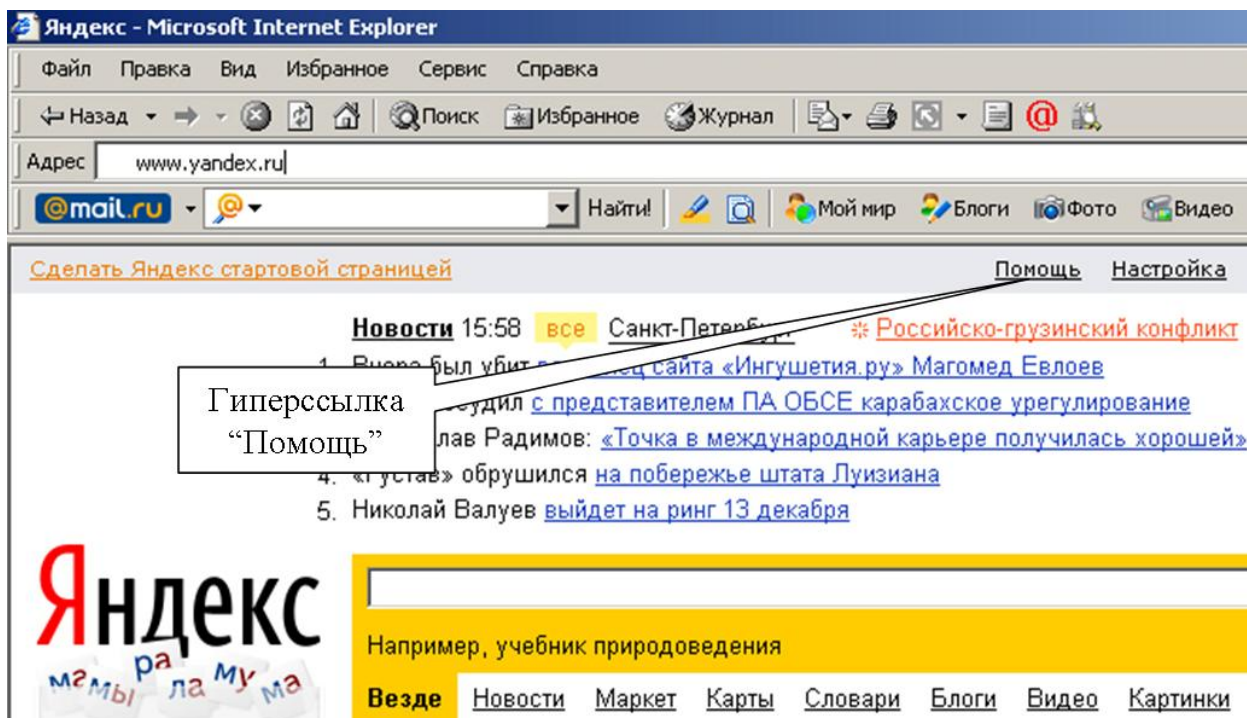 Яндекс - Microsoft Internet Explorer
Файл Правка Вид Избранное Сервис Справка
Назад Поиск Избранное Журнал
Адрес www.yandex.ru
@mail.ru Найти! Мой мир Блоги Фото Видео
Сделать Яндекс стартовой страницей Помощь Настройка
Новости 15:58 все Санкт-Петербург Российско-грузинский конфликт
1. Вчера был убит сайта «Ингушетия.ру» Магомед Евлоев
с представителем ПА ОБСЕ карабахское урегулирование
Радимов: «Точка в международной карьере получилась хорошей»
4. «Густав» обрушился на побережье штата Луизиана
5. Николай Валуев выйдет на ринг 13 декабря
Гиперссылка
“Помощь”
Яндекс
мамы ра ла му ма
Например, учебник природоведения
Везде Новости Маркет Карты Словари Блоги Видео Картинки